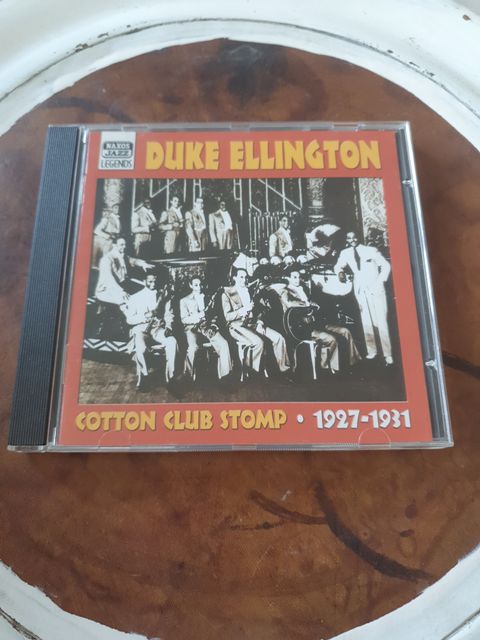 NAXOS
JAZZ
LEGENDS
DUKE ELLINGTON
COTTON CLUB STOMP • 1927-1931